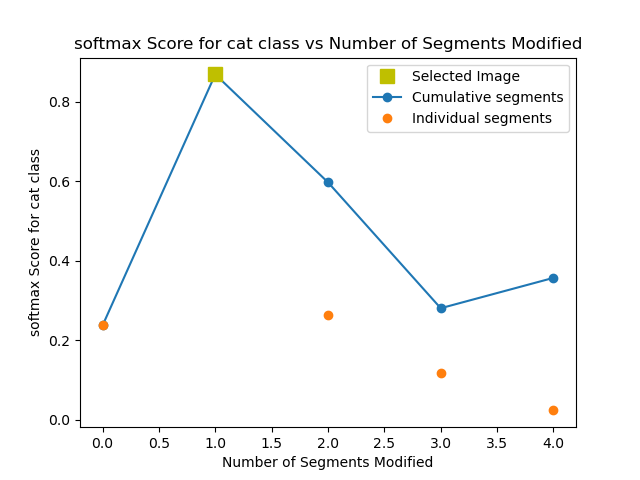 softmax Score for cat class vs Number of Segments Modified
Selected Image
Cumulative segments
Individual segments
softmax Score for cat class
0.8
0.6
0.4
0.2
0.0
0.0 0.5 1.0 1.5 2.0 2.5 3.0 3.5 4.0
Number of Segments Modified